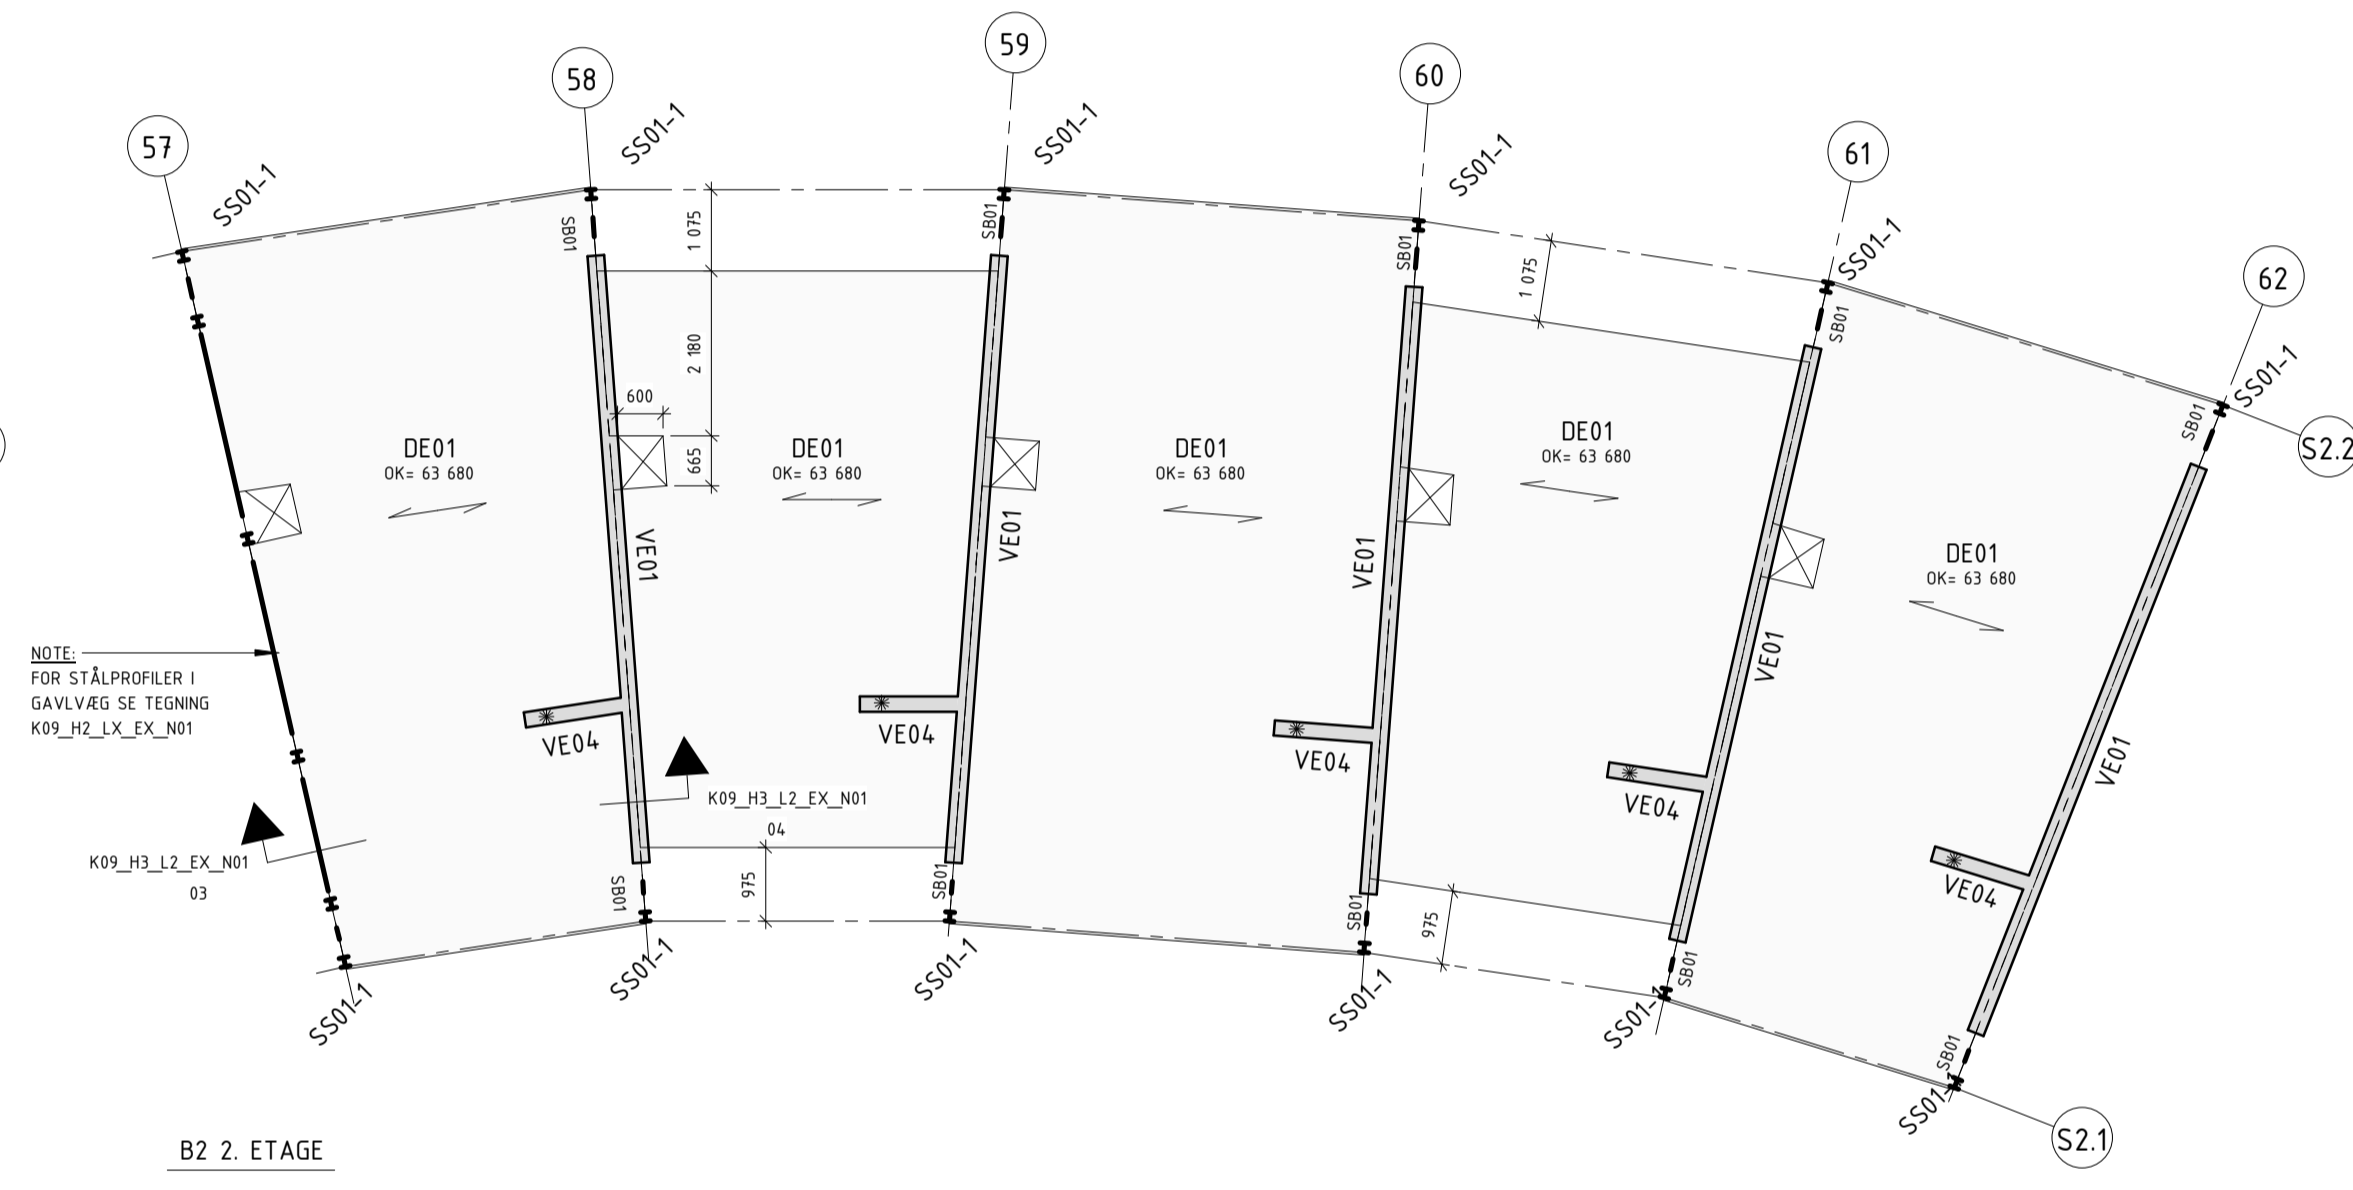 59
58
60
57
61
62
SS01-1
SS01-1
SS01-1
SS01-1
SS01-1
SS01-1
S2.2
SB01
SB01
SB01
SB01
SB01
1 075
2 180
600
665
1 075
DE01
OK= 63 680
DE01
OK= 63 680
DE01
OK= 63 680
DE01
OK= 63 680
DE01
OK= 63 680
VE01
VE01
VE01
VE01
VE01
NOTE:
FOR STÅLPROFILER I
GAVLVÆG SE TEGNING
K09_H2_LX_EX_N01
VE04
VE04
VE04
VE04
VE04
K09_H3_L2_EX_N01
04
K09_H3_L2_EX_N01
03
975
975
SB01
SB01
SB01
SB01
SB01
SS01-1
SS01-1
SS01-1
SS01-1
SS01-1
SS01-1
S2.1
B2 2. ETAGE